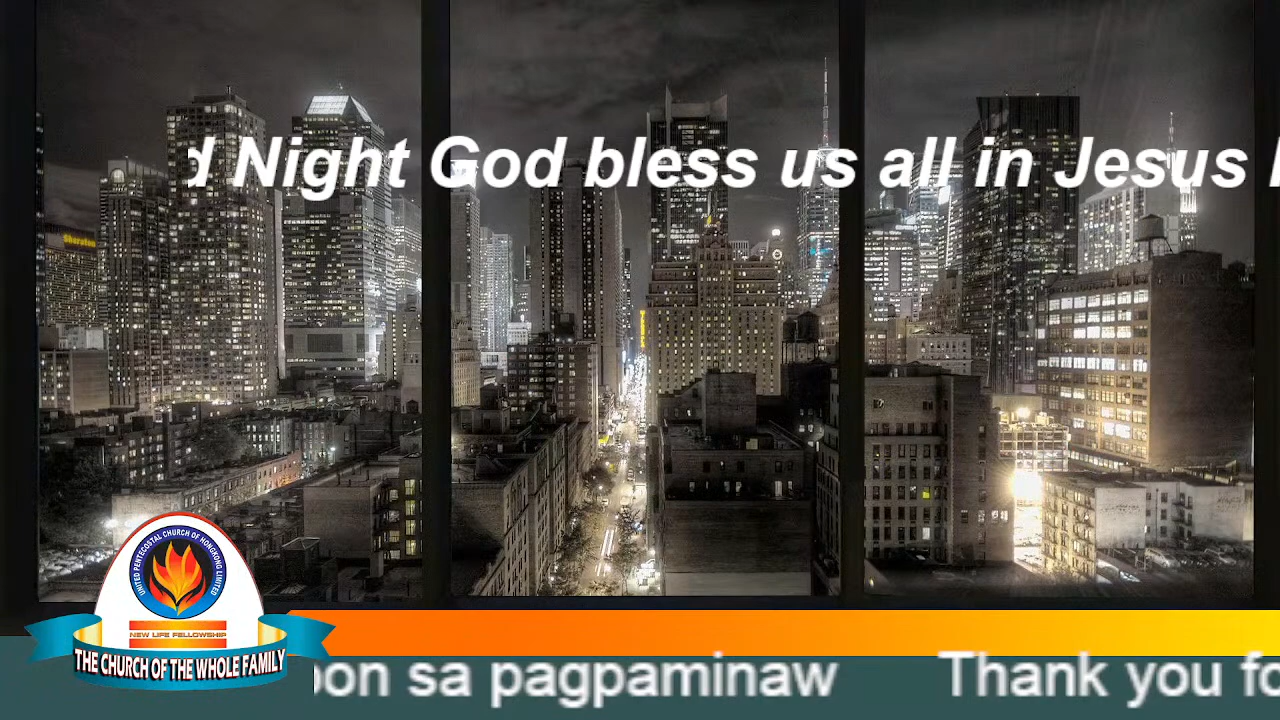 Night God bless us all in Jesus
Sheraton
UNITED PENTECOSTAL CHURCH OF HONGKONG LIMITED
NEW LIFE FELLOWSHIP
THE CHURCH OF THE WHOLE FAMILY
sa pagpaminaw Thank you